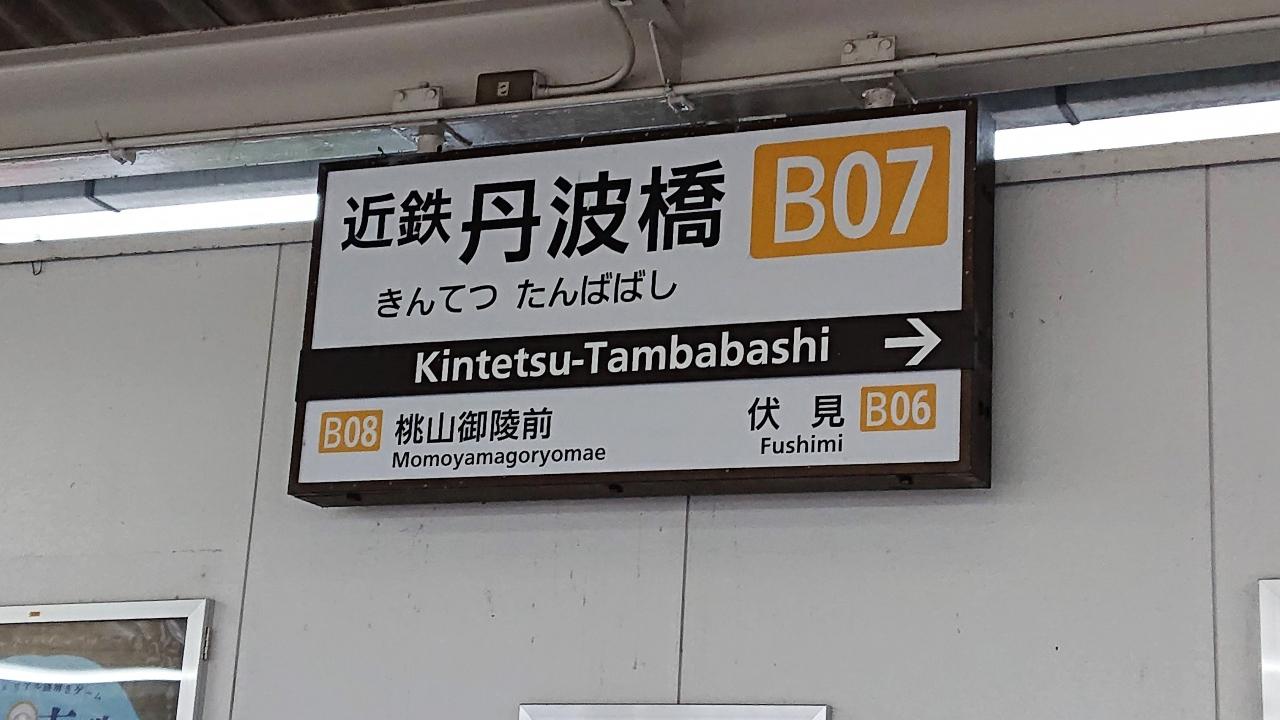 近鉄丹波橋 B07
きんてつ たんばばし
Kintetsu-Tambabashi →
B08 桃山御陵前
Momoyamagoryomae
伏見 B06
Fushimi